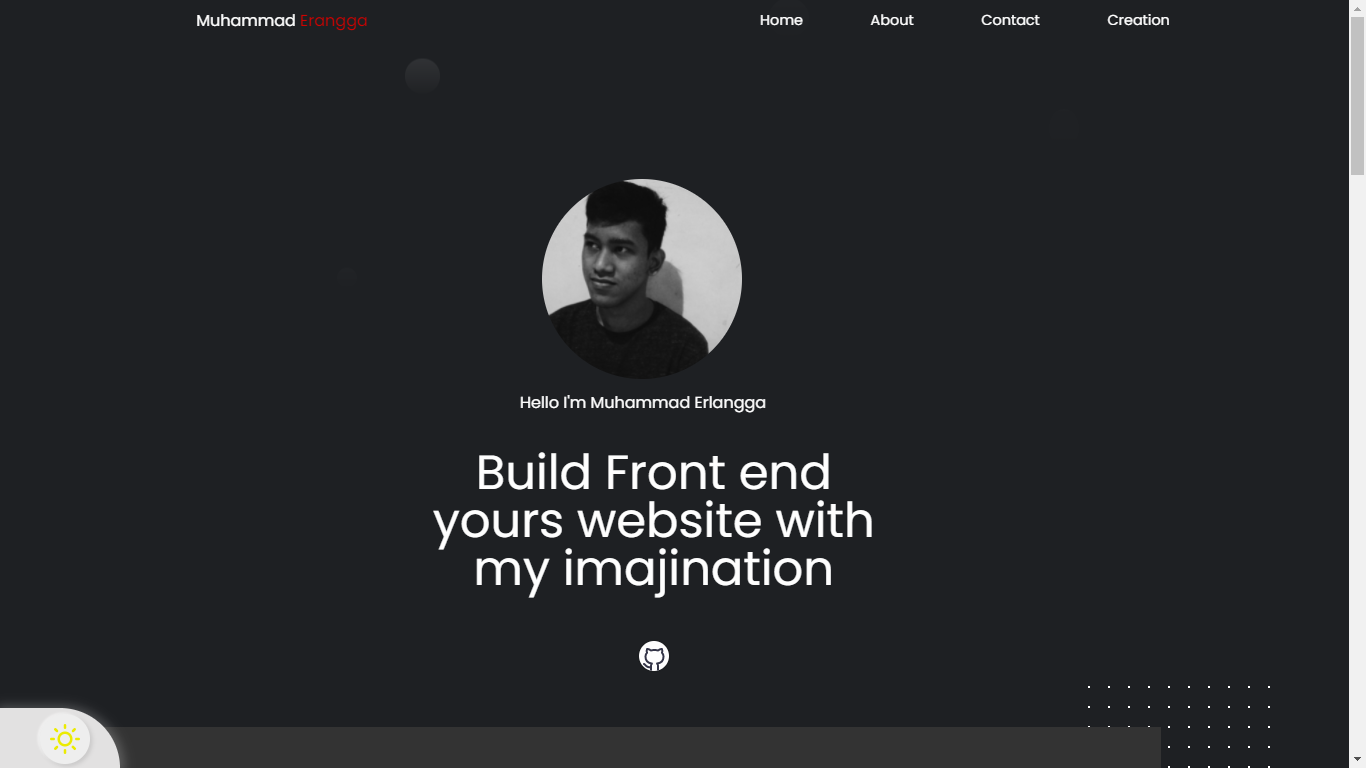 Muhammad Erangga
Home About Contact Creation
Hello I'm Muhammad Erlangga
Build Front end
yours website with
my imajination